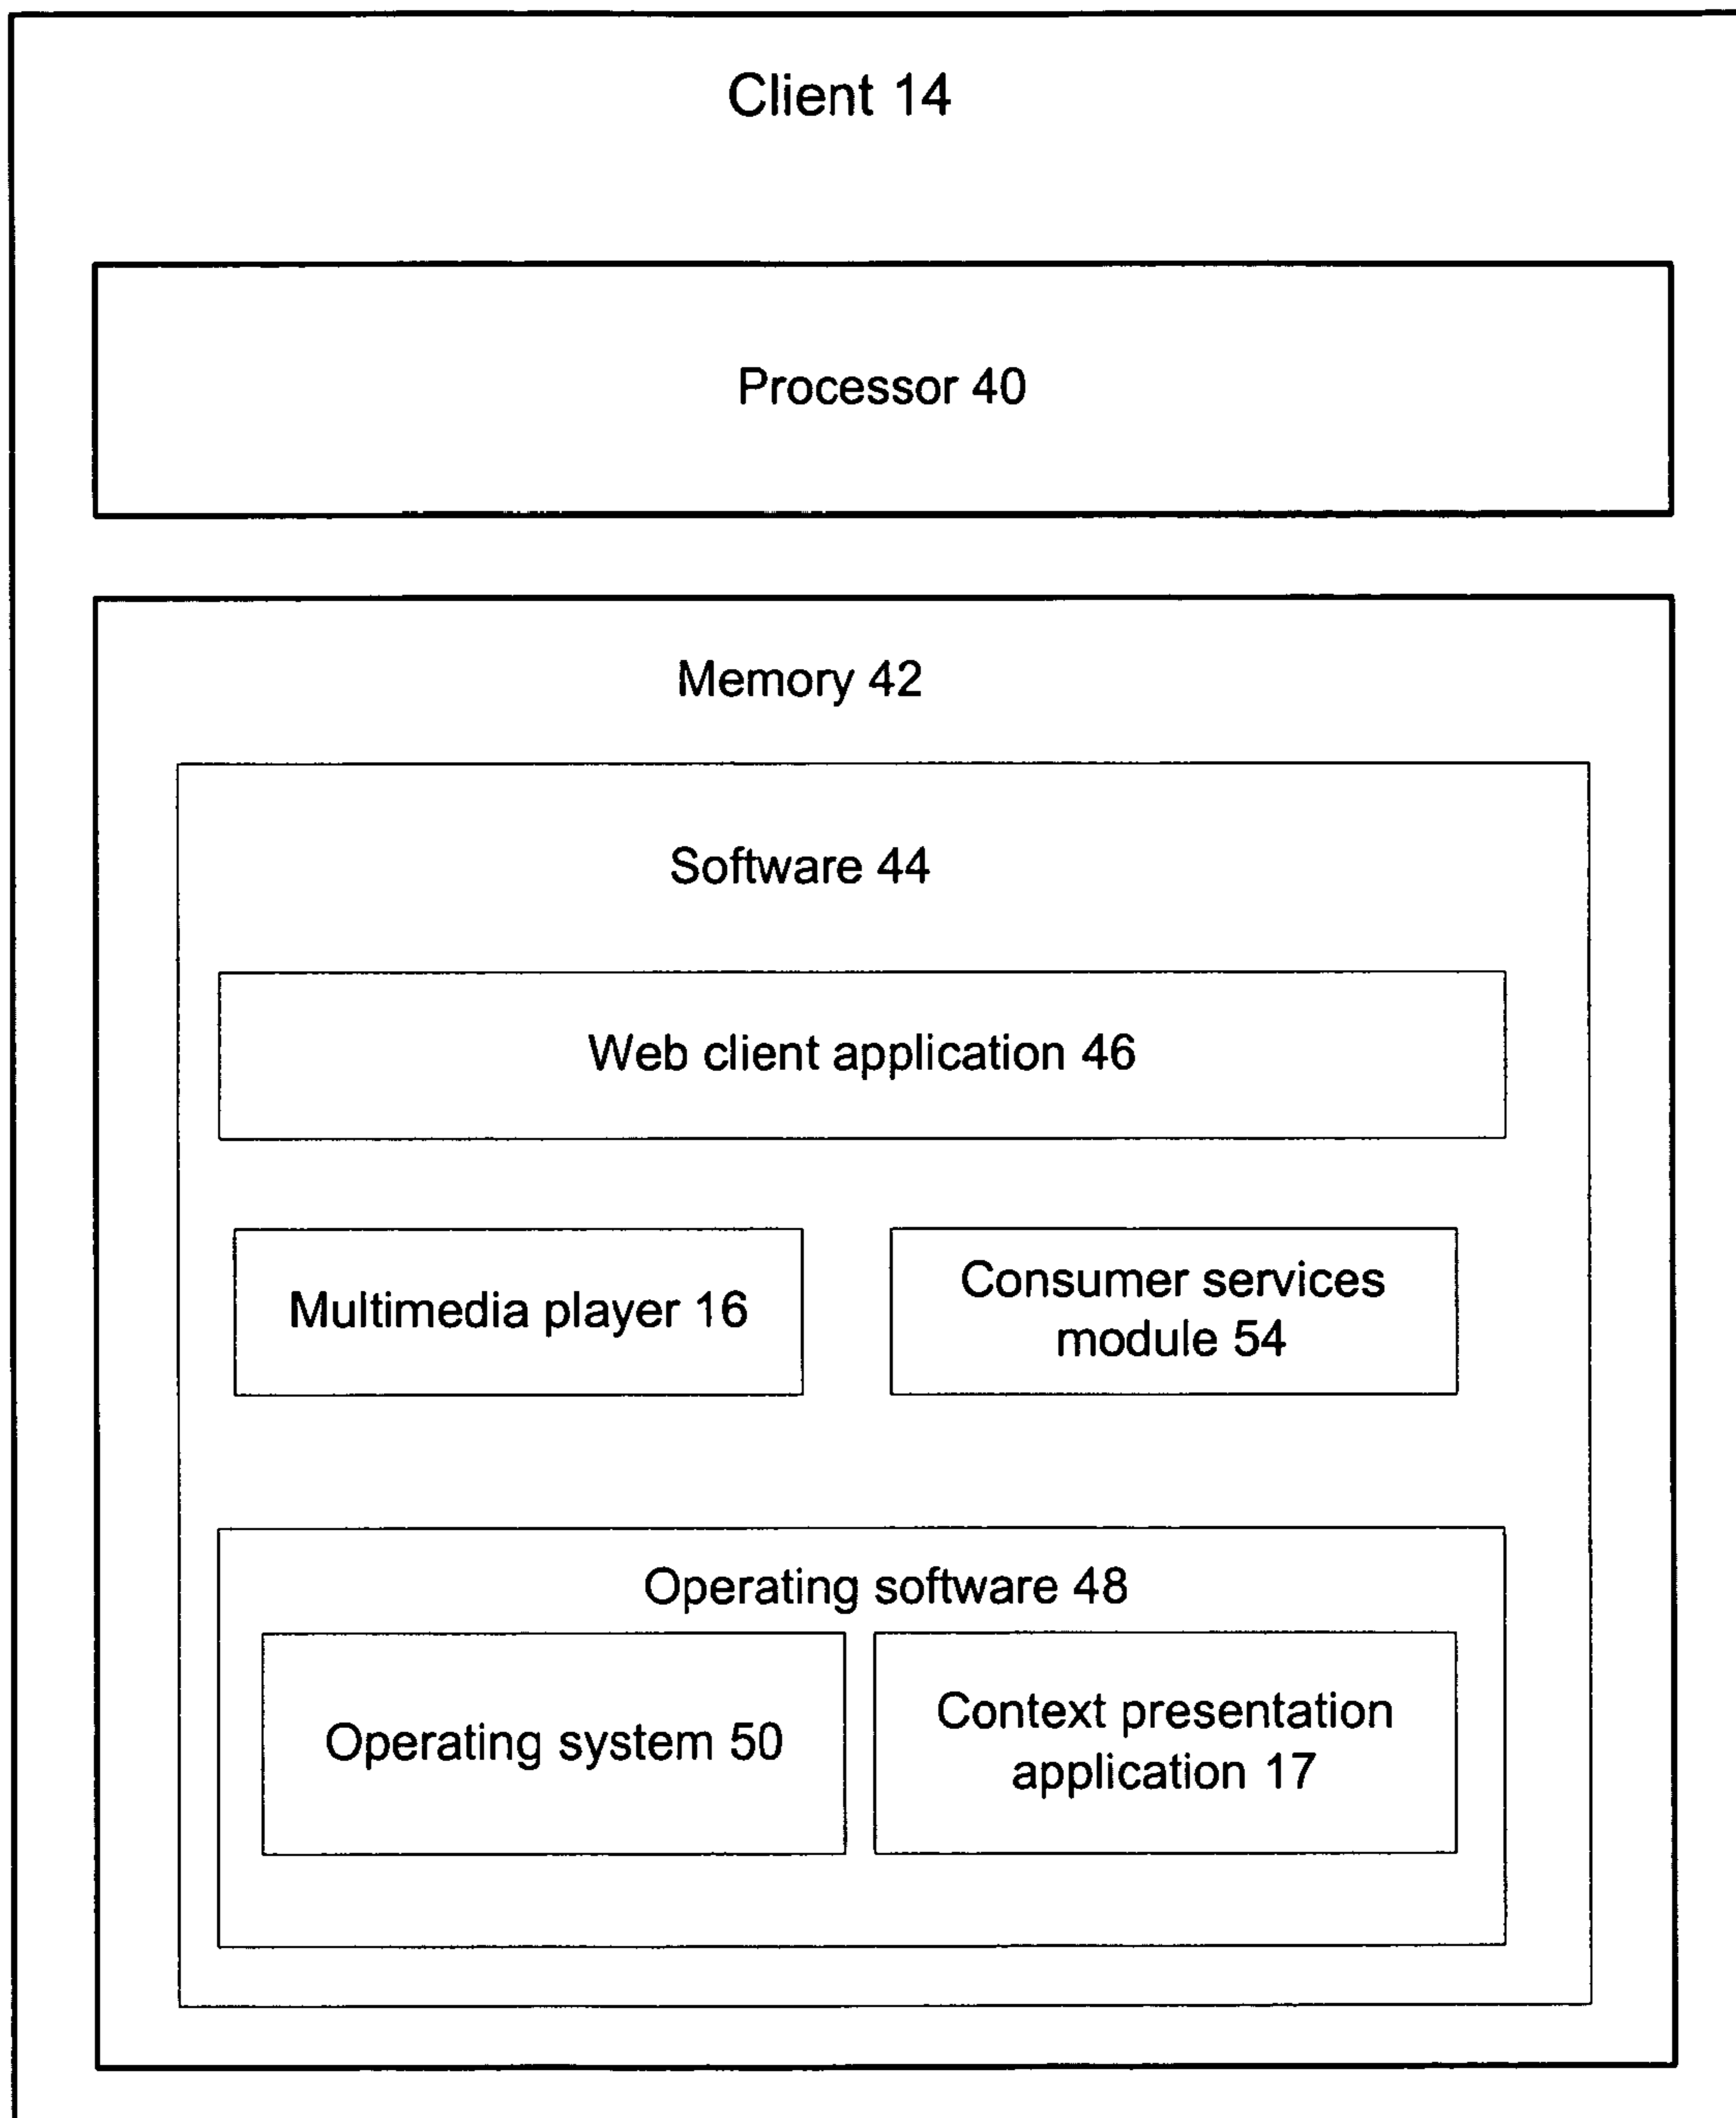 Client 14
Processor 40
Memory 42
Software 44
Web client application 46
Multimedia player 16
Consumer services
module 54
Operating software 48
Operating system 50
Context presentation
application 17